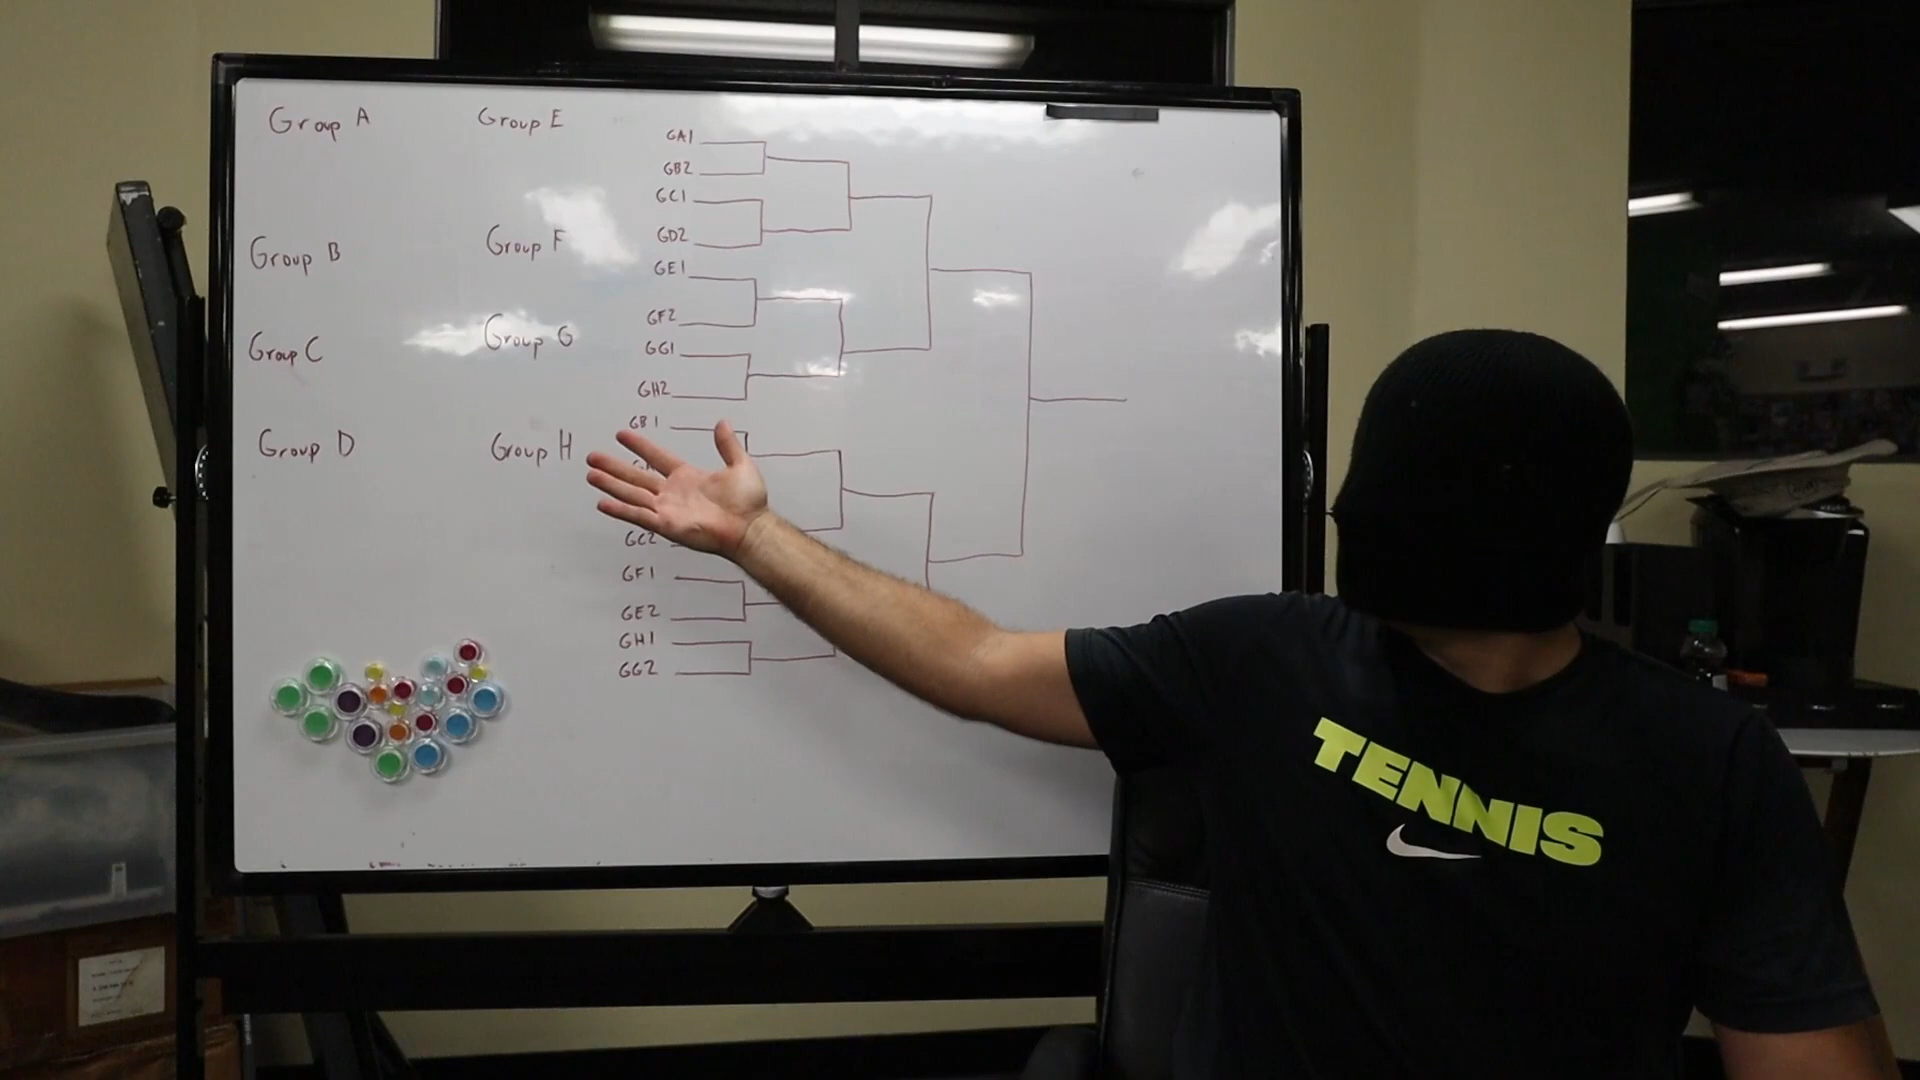 Group A
Group E
Group B
Group F
Group C
Group G
Group D
Group H
GA1
GB2
GC1
GD2
GE1
GF2
GG1
GH2
GB1
GC2
GF1
GE2
GH1
GG2
TENNIS